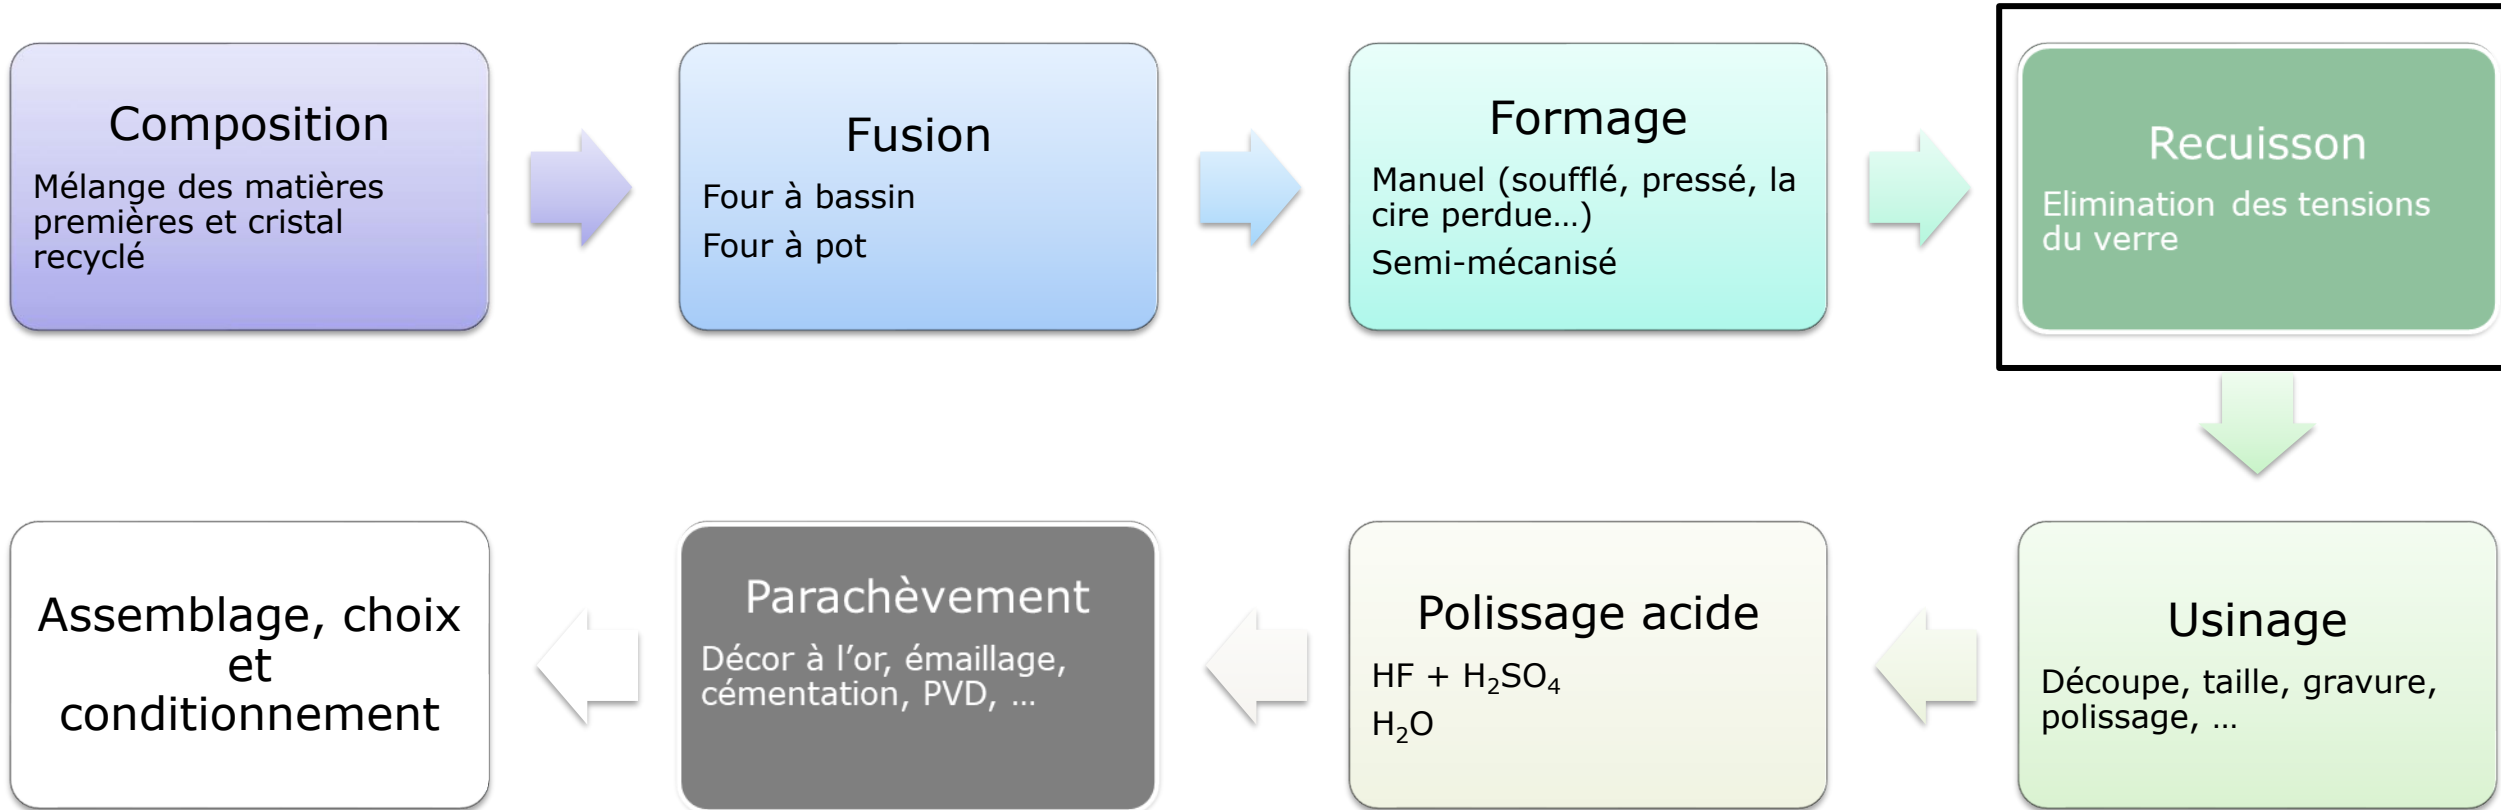 Composition
Mélange des matières
premières et cristal
recyclé
Fusion
Four à bassin
Four à pot
Formage
Manuel (soufflé, pressé, la
cire perdue…)
Semi-mécanisé
Recuisson
Elimination des tensions
du verre
Usinage
Découpe, taille, gravure,
polissage, …
Polissage acide
HF + H₂SO₄
H₂O
Parachèvement
Décor à l’or, émaillage,
cémentation, PVD, …
Assemblage, choix
et
conditionnement